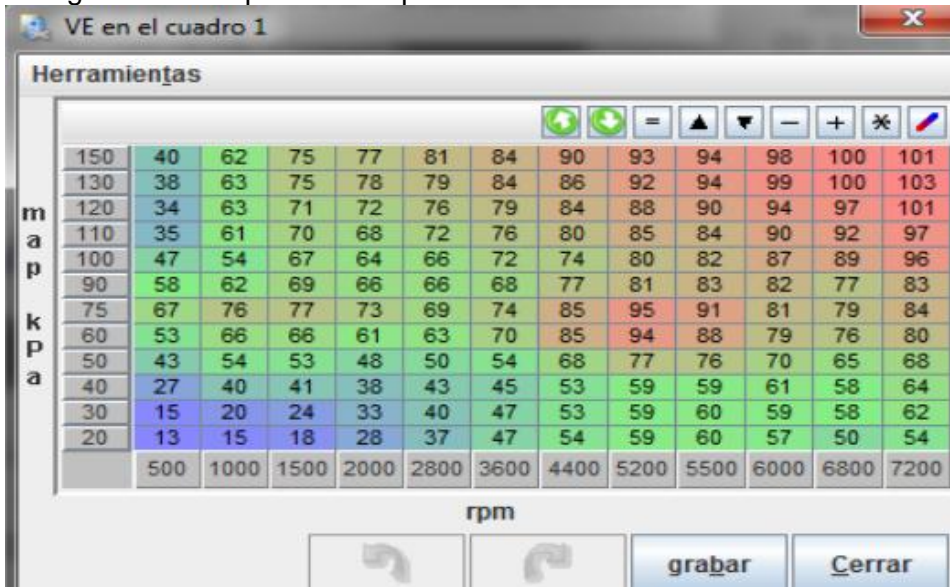 VE en el cuadro 1
Herramientas
150 40 62 75 77 81 84 90 93 94 98 100 101
130 38 63 75 78 79 84 86 92 94 99 100 103
120 34 63 71 72 76 79 84 88 90 94 97 101
110 35 61 70 68 72 76 80 85 84 90 92 97
100 47 54 67 64 66 72 74 80 82 87 89 96
90 58 62 69 66 66 68 77 81 83 82 77 83
75 67 76 77 73 69 74 85 95 91 81 79 84
60 53 66 66 61 63 70 85 94 88 79 76 80
50 43 54 53 48 50 54 68 77 76 70 65 68
40 27 40 41 38 43 45 53 59 59 61 58 64
30 15 20 24 33 40 47 53 59 60 59 58 62
20 13 15 18 28 37 47 54 59 60 57 50 54
map kpa
500 1000 1500 2000 2800 3600 4400 5200 5500 6000 6800 7200
rpm
grabar Cerrar